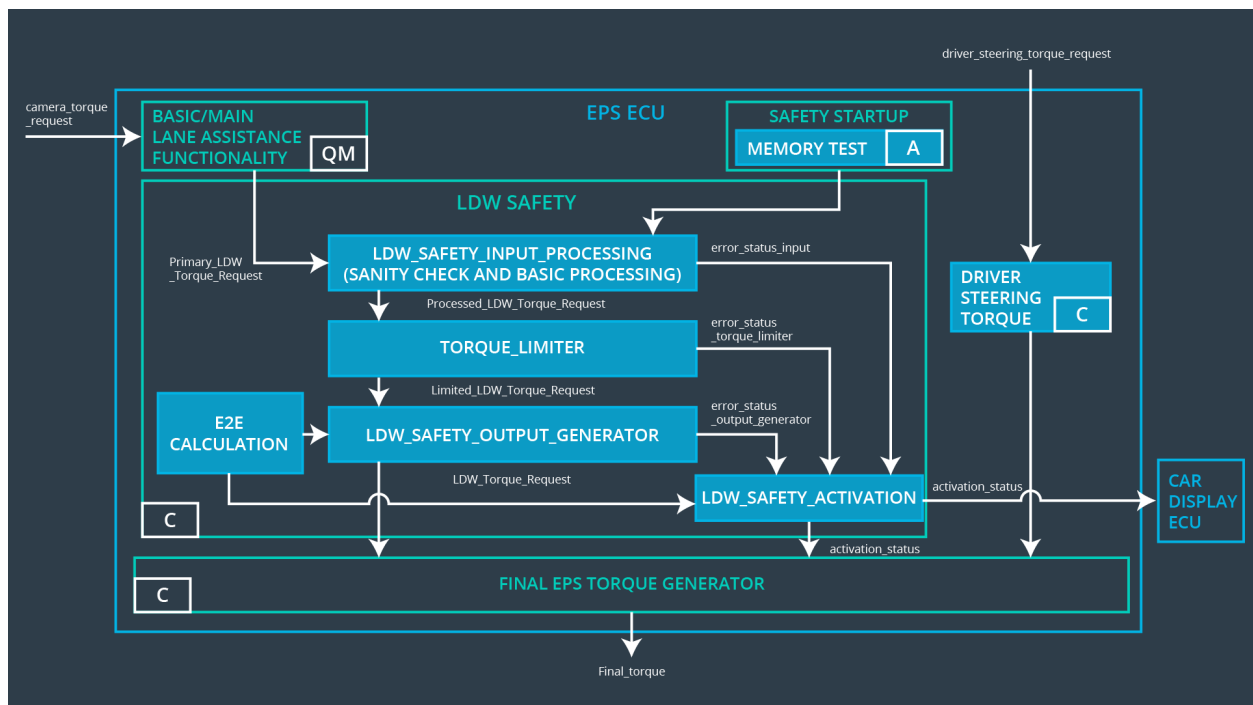 driver_steering_torque_request
camera_torque
_request
EPS ECU
BASIC/MAIN
LANE ASSISTANCE
FUNCTIONALITY
QM
SAFETY STARTUP
MEMORY TEST
A
LDW SAFETY
Primary_LDW
_Torque_Request
LDW_SAFETY_INPUT_PROCESSING
(SANITY CHECK AND BASIC PROCESSING)
error_status_input
DRIVER
STEERING
TORQUE
C
Processed_LDW_Torque_Request
TORQUE_LIMITER
error_status
_torque_limiter
Limited_LDW_Torque_Request
E2E
CALCULATION
LDW_SAFETY_OUTPUT_GENERATOR
error_status
_output_generator
LDW_Torque_Request
LDW_SAFETY_ACTIVATION
activation_status
CAR
DISPLAY
ECU
C
activation_status
FINAL EPS TORQUE GENERATOR
C
Final_torque